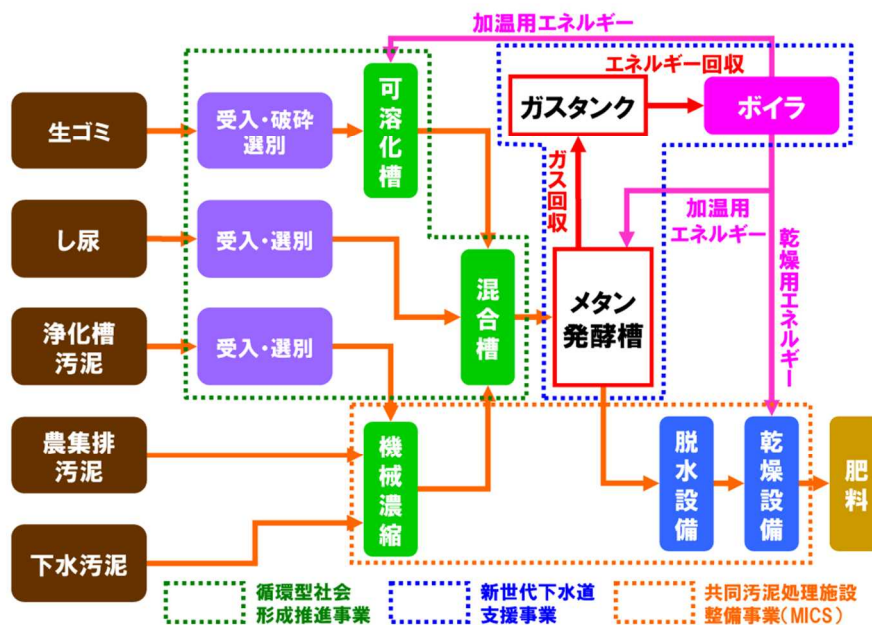 加温用エネルギー
エネルギー回収
生ゴミ
受入・破砕
選別
可溶化槽
ガスタンク
ボイラ
ガス回収
加温用
エネルギー
乾燥用エネルギー
し尿
受入・選別
混合槽
メタン
発酵槽
浄化槽
汚泥
受入・選別
農集排
汚泥
機械濃縮
脱水設備
乾燥設備
肥料
下水汚泥
循環型社会
形成推進事業
新世代下水道
支援事業
共同汚泥処理施設
整備事業(MICS)